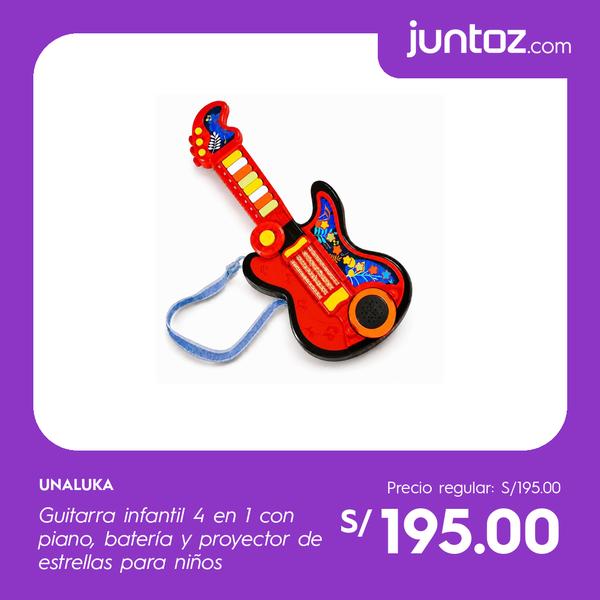 juntoz.com
UNALUKA
Guitarra infantil 4 en 1 con
piano, batería y proyector de
estrellas para niños
Precio regular: S/195.00
S/195.00